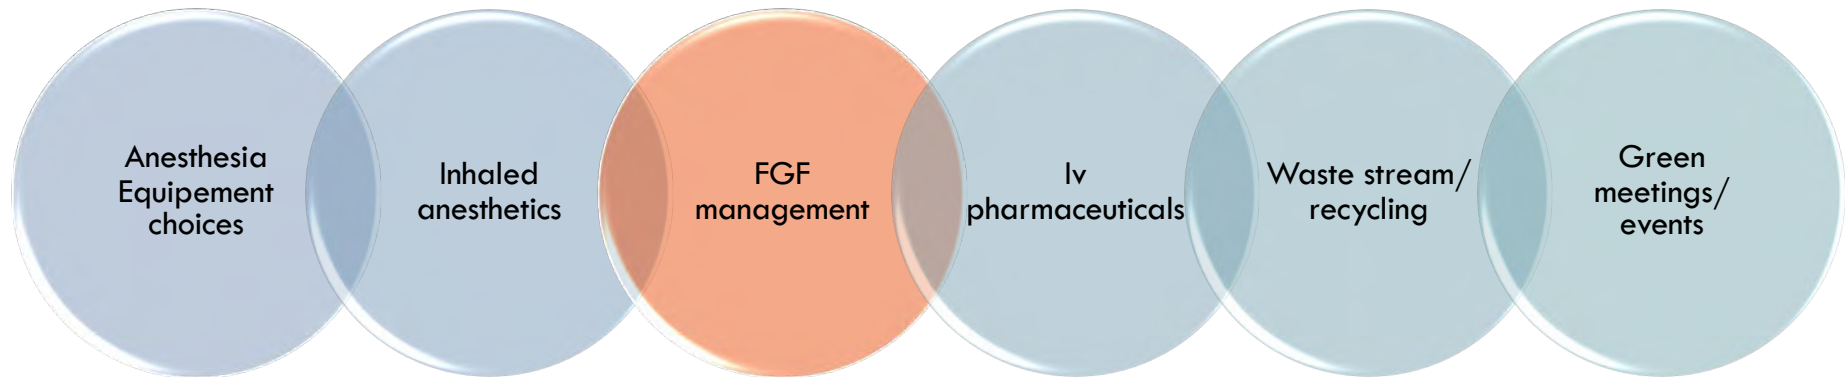 Anesthesia
Equipement
choices
Inhaled
anesthetics
FGF
management
Iv
pharmaceuticals
Waste stream/
recycling
Green
meetings/
events